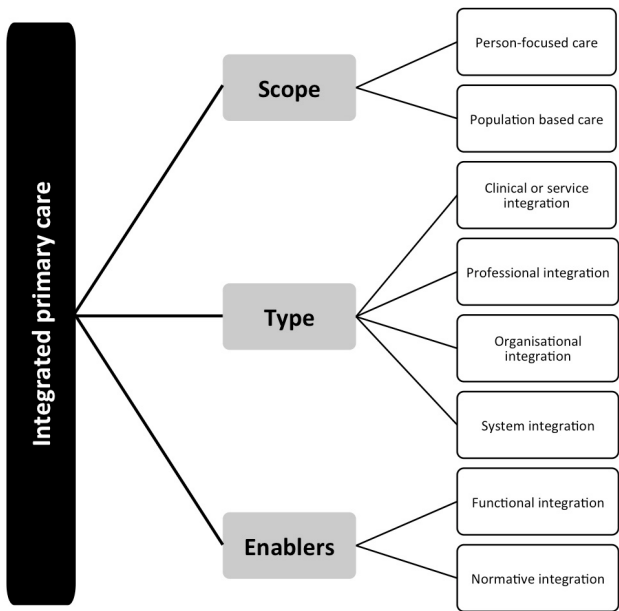 Integrated primary care
Scope
Person-focused care
Population based care
Type
Clinical or service
integration
Professional integration
Organisational
integration
System integration
Enablers
Functional integration
Normative integration